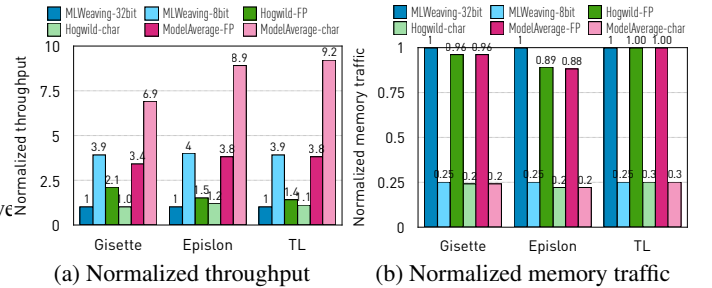 MLWeaving-32bit MLWeaving-8bit Hogwild-FP
Hogwild-char ModelAverage-FP ModelAverage-char
Normalized throughput
10
7.5
5
2.5
0
1 3.9 2.1 1.0 3.4 6.9
1 4 1.5 1.2 3.8 8.9
1 3.9 1.4 1.1 3.8 9.2
Gisette Epislon TL
(a) Normalized throughput
MLWeaving-32bit MLWeaving-8bit Hogwild-FP
Hogwild-char ModelAverage-FP ModelAverage-char
Normalized memory traffic
1
0.75
0.5
0.25
0
1 0.25 0.96 0.2 0.96 0.2
1 0.25 0.89 0.2 0.88 0.2
1 0.25 1.00 0.3 1.00 0.3
Gisette Epislon TL
(b) Normalized memory traffic